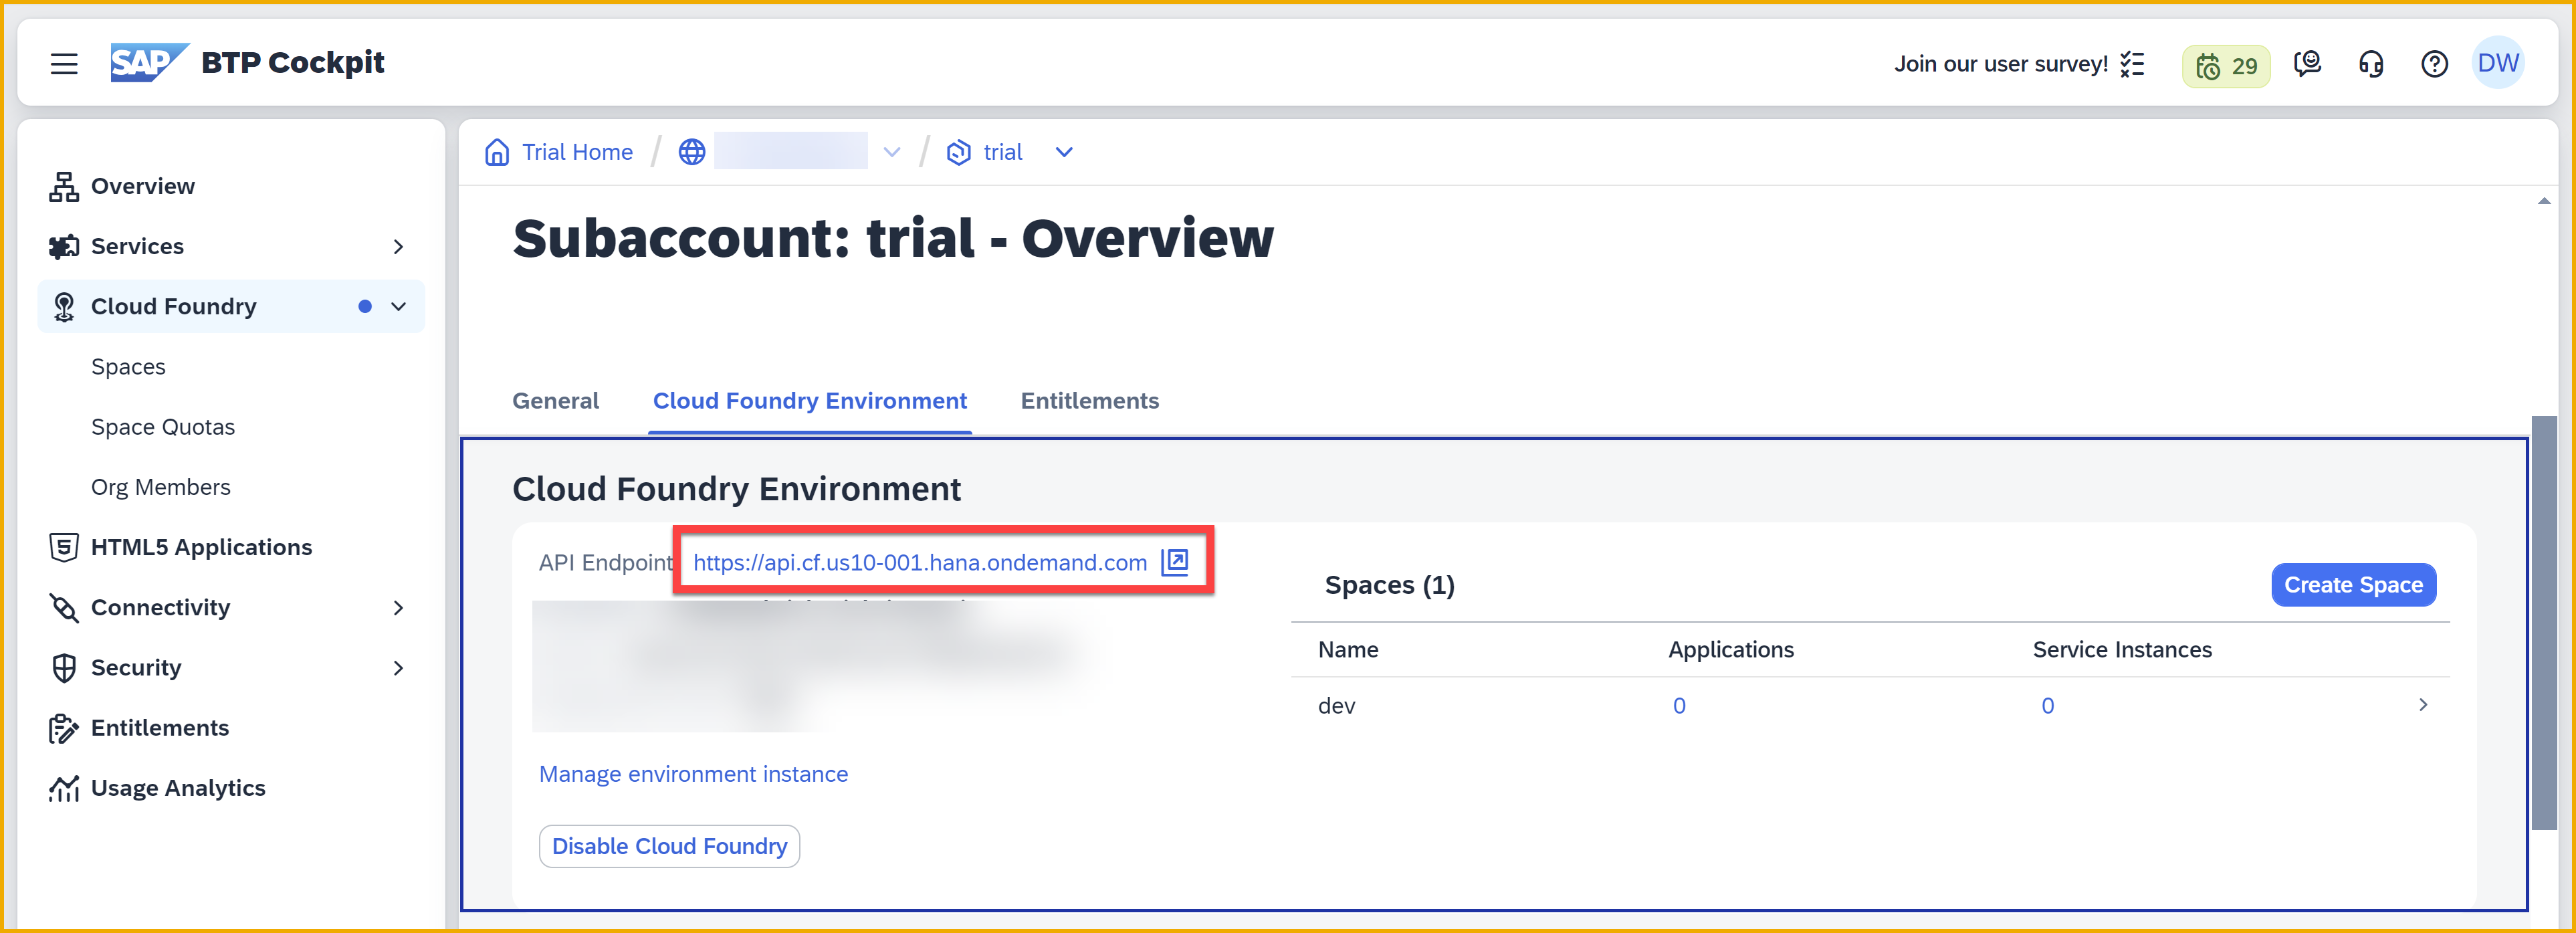 SAP BTP Cockpit
Join our user survey!
29
DW
Overview
Services
Cloud Foundry
Spaces
Space Quotas
Org Members
HTML5 Applications
Connectivity
Security
Entitlements
Usage Analytics
Trial Home / / trial
Subaccount: trial - Overview
General Cloud Foundry Environment Entitlements
Cloud Foundry Environment
API Endpoint https://api.cf.us10-001.hana.ondemand.com
Manage environment instance
Disable Cloud Foundry
Spaces (1)
Create Space
Name Applications Service Instances
dev 0 0